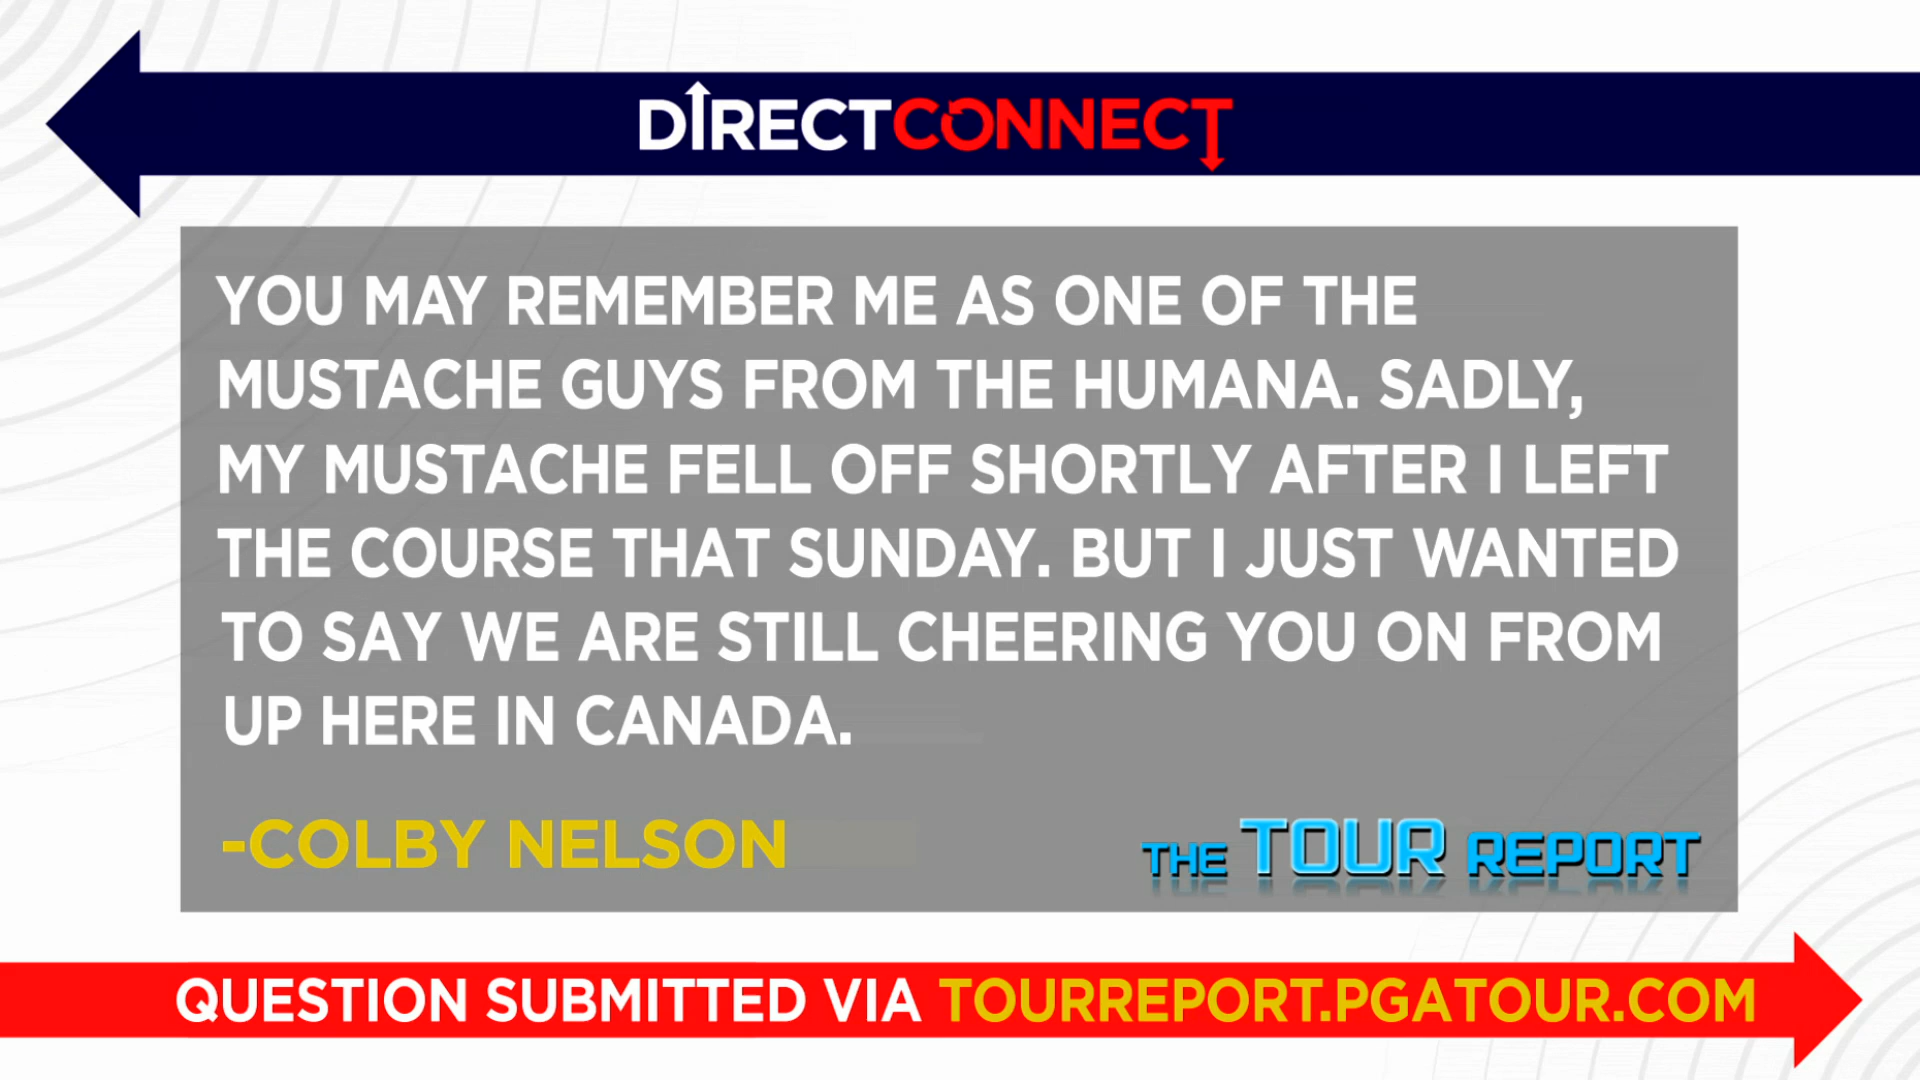 DIRECTCONNECT
YOU MAY REMEMBER ME AS ONE OF THE
MUSTACHE GUYS FROM THE HUMANA. SADLY,
MY MUSTACHE FELL OFF SHORTLY AFTER I LEFT
THE COURSE THAT SUNDAY. BUT I JUST WANTED
TO SAY WE ARE STILL CHEERING YOU ON FROM
UP HERE IN CANADA.
-COLBY NELSON
THE TOUR REPORT
QUESTION SUBMITTED VIA TOURREPORT.PGATOUR.COM